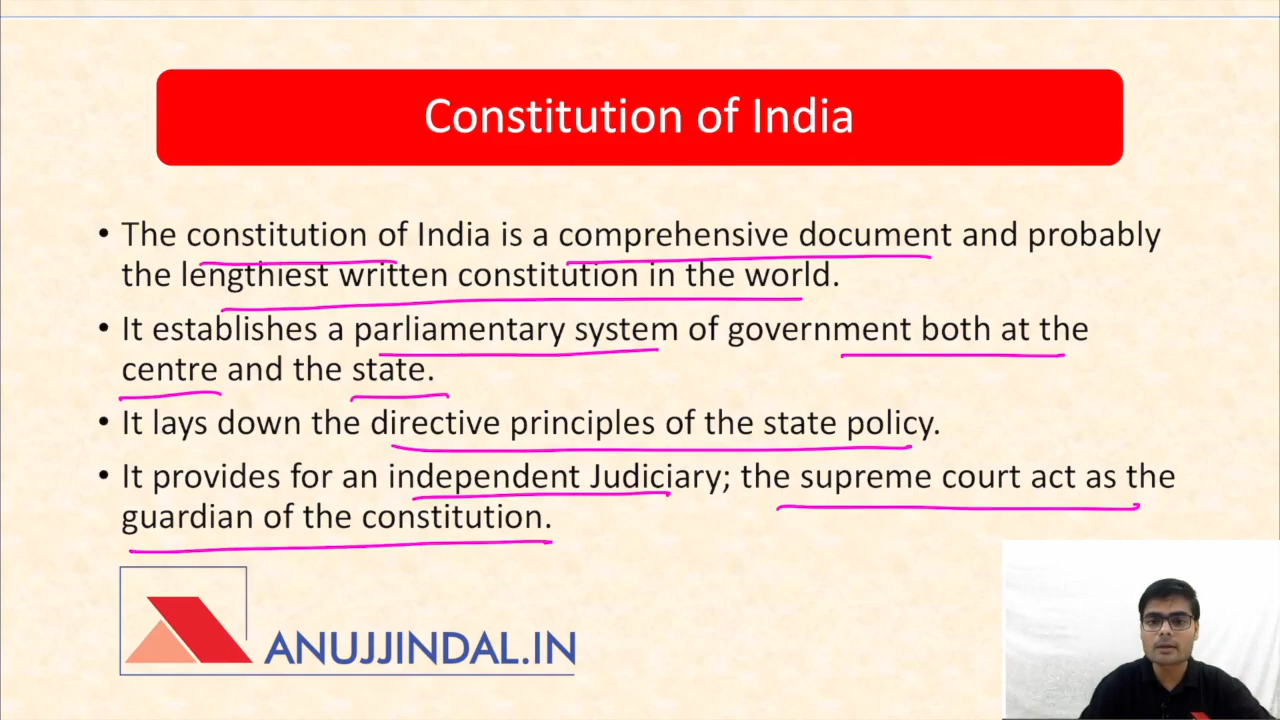 Constitution of India
• The constitution of India is a comprehensive document and probably
the lengthiest written constitution in the world.
• It establishes a parliamentary system of government both at the
centre and the state.
• It lays down the directive principles of the state policy.
• It provides for an independent Judiciary; the supreme court act as the
guardian of the constitution.
ANUJJINDAL.IN